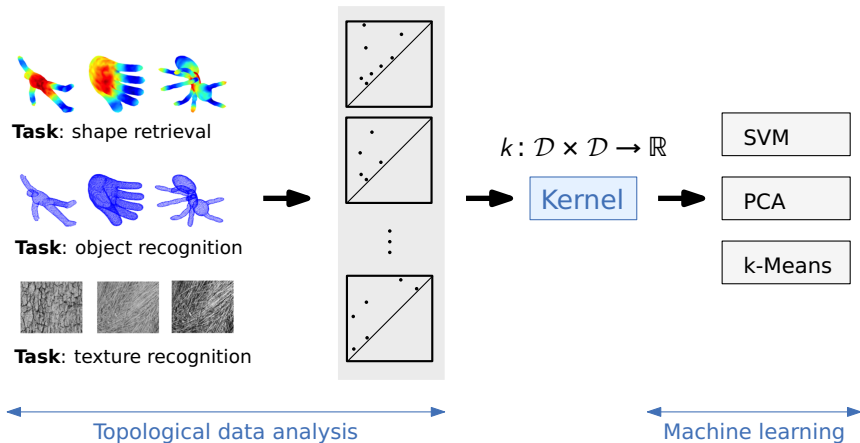 Task: shape retrieval
Task: object recognition
Task: texture recognition
k: 𝒟 × 𝒟 → ℝ
Kernel
SVM
PCA
k-Means
Topological data analysis
Machine learning